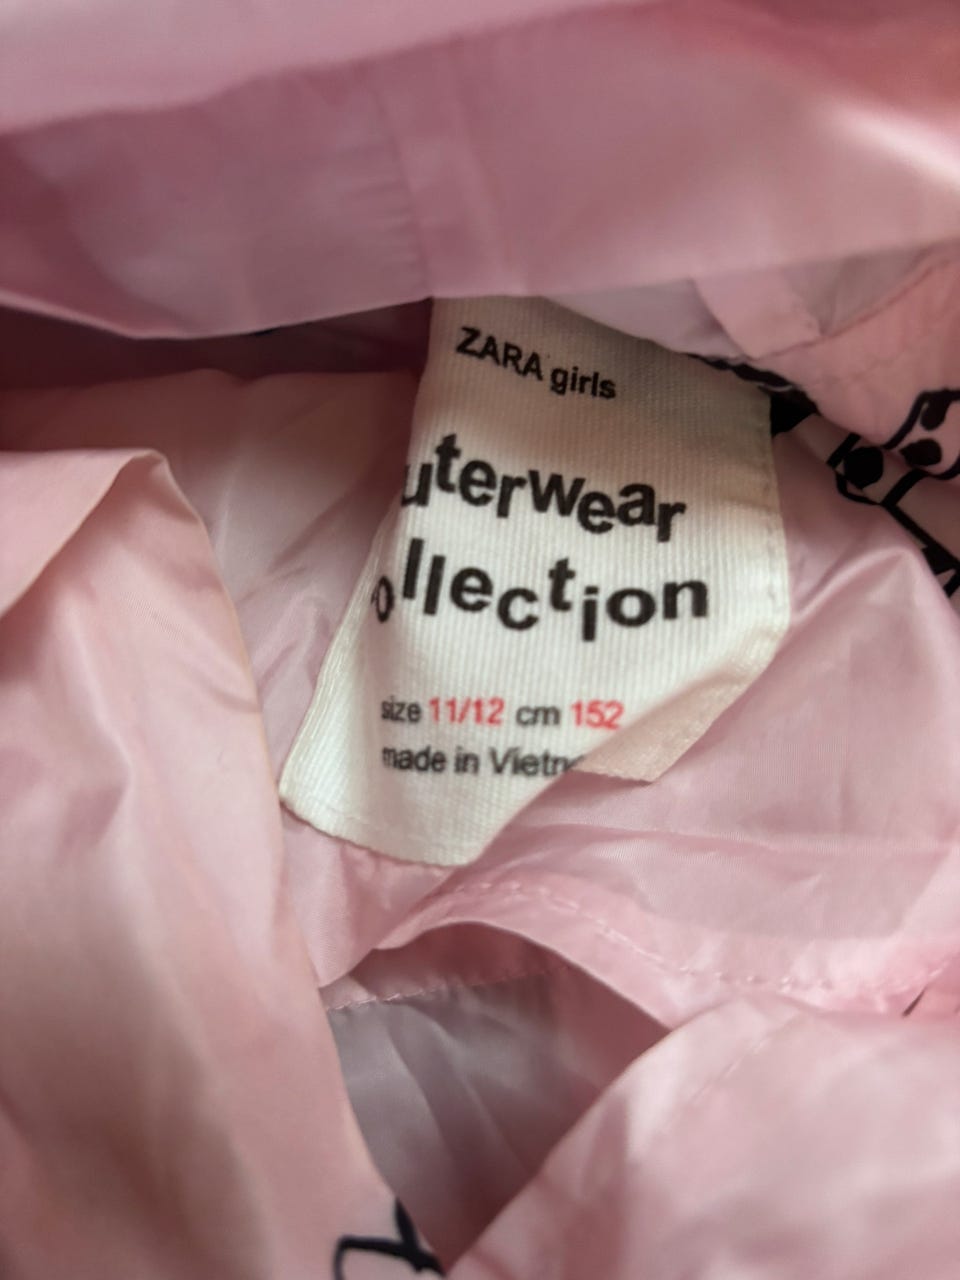 ZARA girls
uterwear
ollection
size 11/12 cm 152
made in Vietn